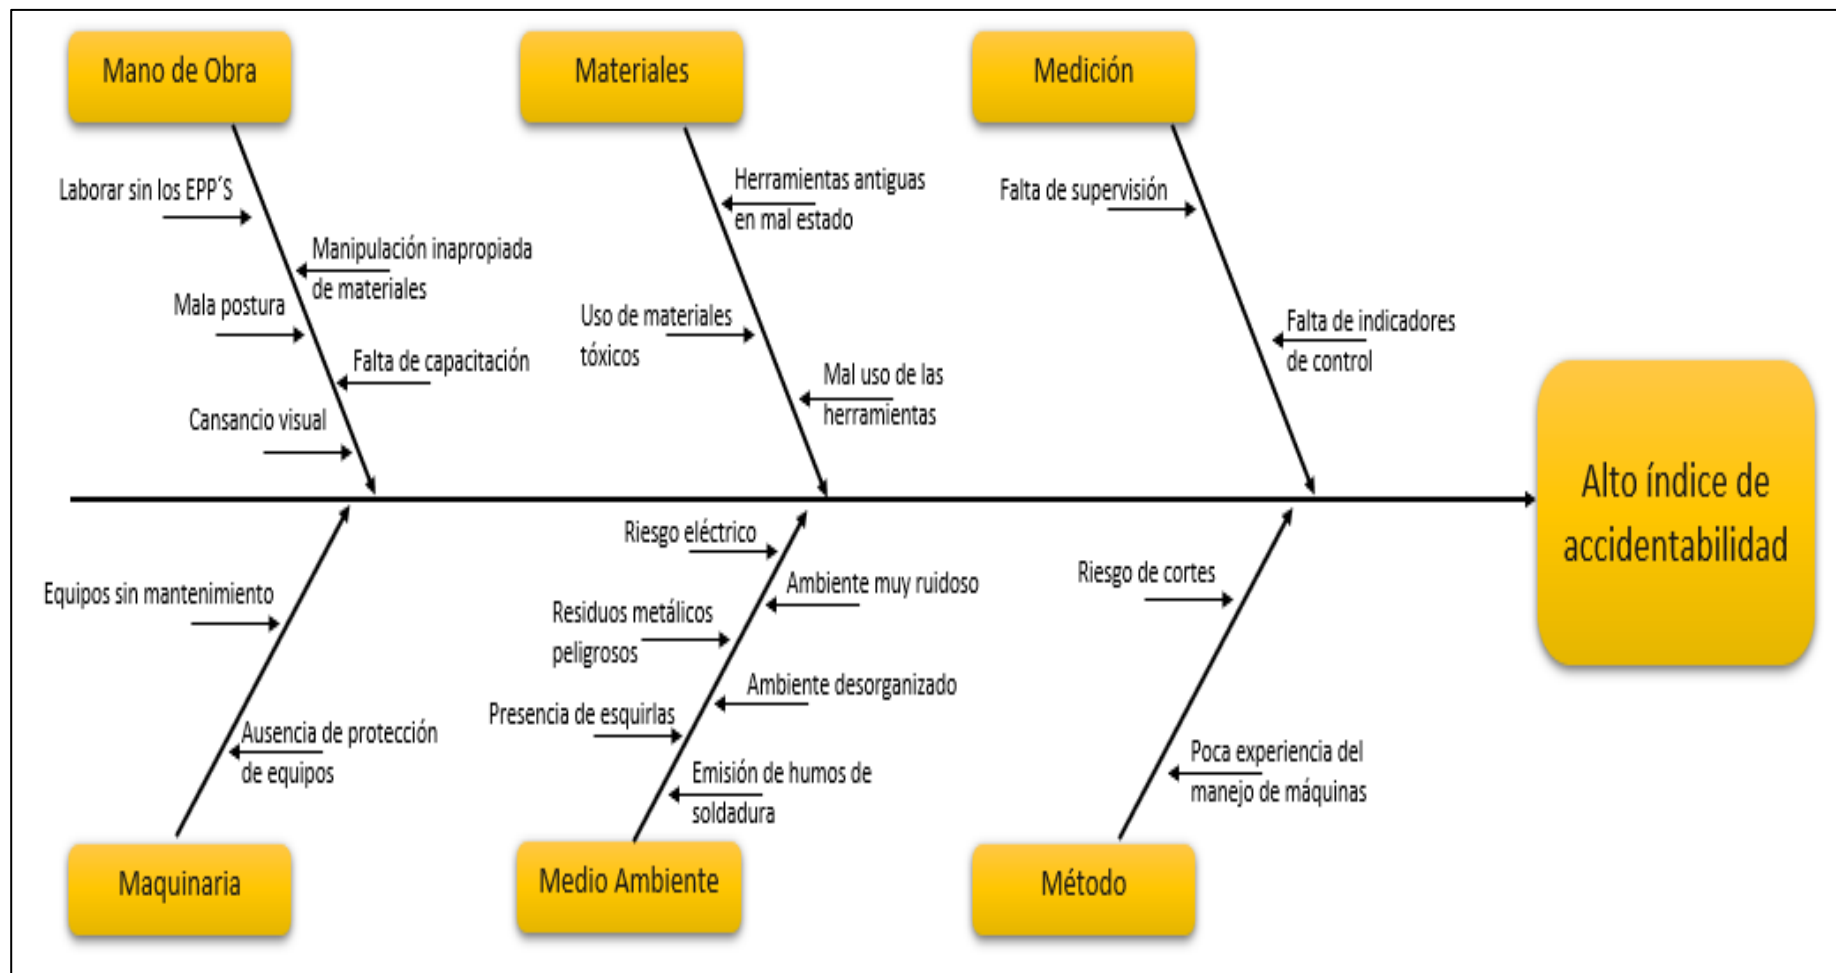 Mano de Obra
Materiales
Medición
Laborar sin los EPP´S
Manipulación inapropiada
de materiales
Mala postura
Falta de capacitación
Cansancio visual
Herramientas antiguas
en mal estado
Uso de materiales
tóxicos
Mal uso de las
herramientas
Falta de supervisión
Falta de indicadores
de control
Alto índice de
accidentabilidad
Equipos sin mantenimiento
Ausencia de protección
de equipos
Riesgo eléctrico
Ambiente muy ruidoso
Residuos metálicos
peligrosos
Ambiente desorganizado
Presencia de esquirlas
Emisión de humos de
soldadura
Riesgo de cortes
Poca experiencia del
manejo de máquinas
Maquinaria
Medio Ambiente
Método